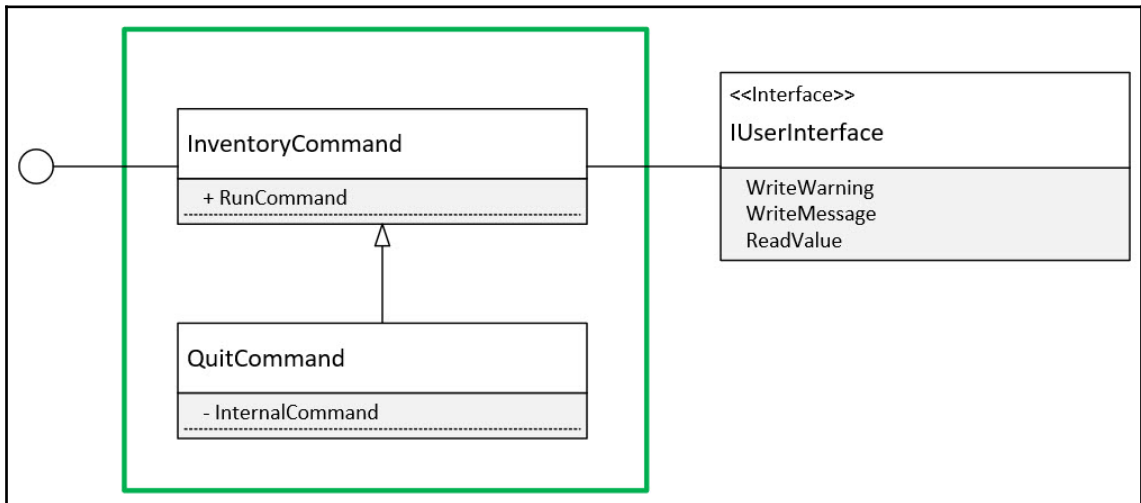 InventoryCommand
+ RunCommand
QuitCommand
- InternalCommand
<<Interface>>
IUserInterface
WriteWarning
WriteMessage
ReadValue